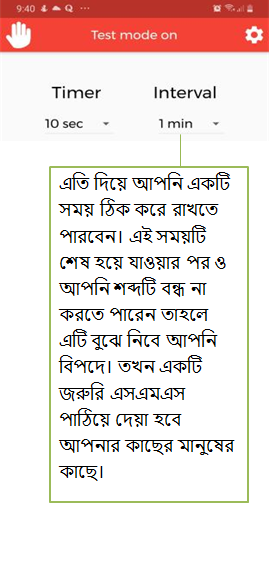 9:40
Test mode on
Timer Interval
10 sec 1 min
এতি দিয়ে আপনি একটি
সময় ঠিক করে রাখতে
পারবেন। এই সময়টি
শেষ হয়ে যাওয়ার পর ও
আপনি শব্দটি বন্ধ না
করতে পারেন তাহলে
এটি বুঝে নিবে আপনি
বিপদে। তখন একটি
জরুরি এসএমএস
পাঠিয়ে দেয়া হবে
আপনার কাছের মানুষের
কাছে।